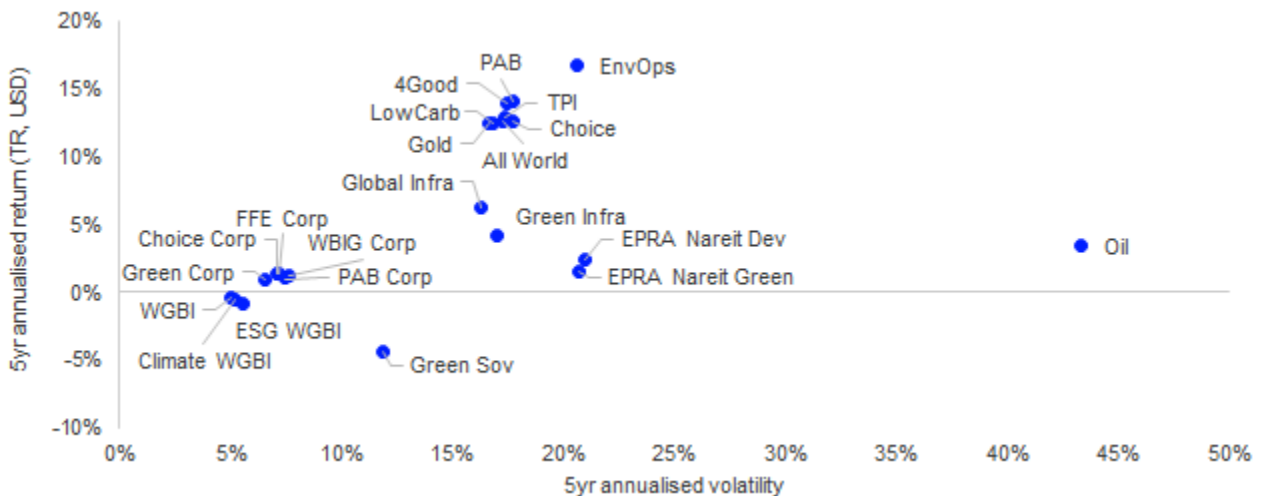 20%
15%
10%
5%
0%
-5%
-10%
5yr annualised return (TR, USD)
PAB
EnvOps
4Good
TPI
LowCarb
Choice
Gold
All World
Global Infra
Green Infra
FFE Corp
Choice Corp
WBIG Corp
EPRA Nareit Dev
Oil
Green Corp
PAB Corp
EPRA Nareit Green
WGBI
ESG WGBI
Climate WGBI
Green Sov
0%
5%
10%
15%
20%
25%
30%
35%
40%
45%
50%
5yr annualised volatility